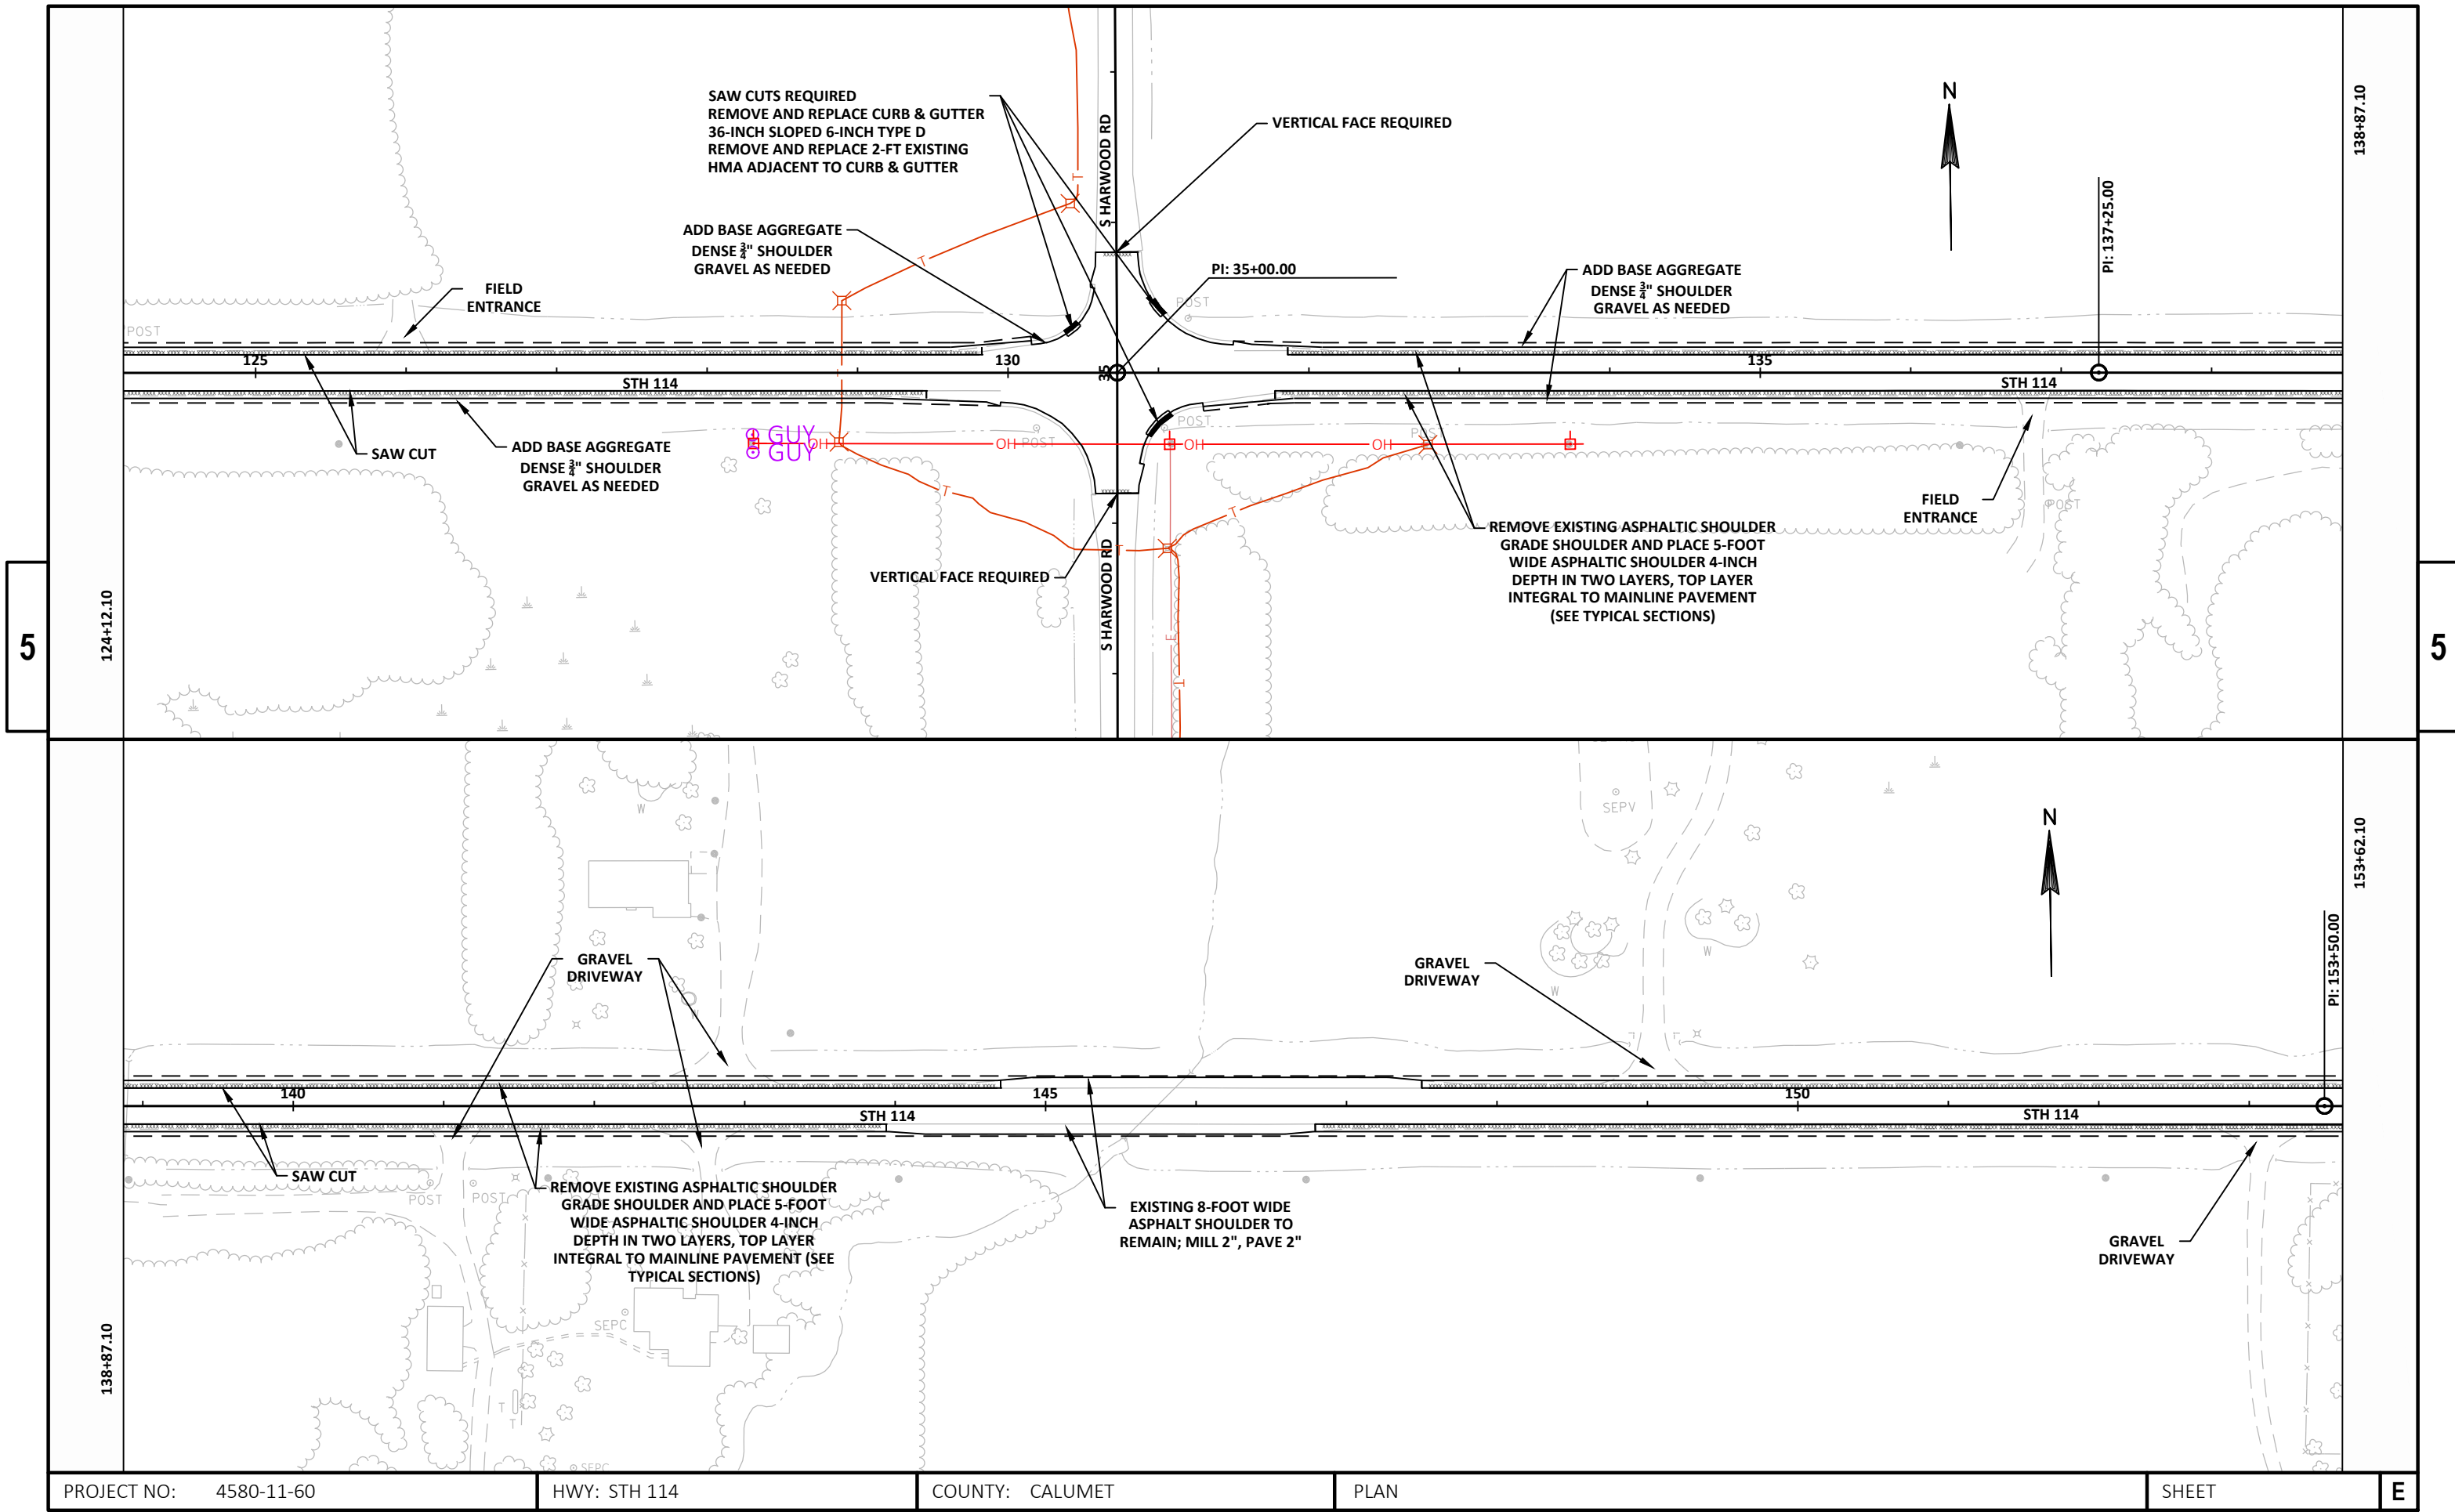 SAW CUTS REQUIRED
REMOVE AND REPLACE CURB & GUTTER
36-INCH SLOPED 6-INCH TYPE D
REMOVE AND REPLACE 2-FT EXISTING
HMA ADJACENT TO CURB & GUTTER
S HARWOOD RD
VERTICAL FACE REQUIRED
N
138+87.10
PI: 137+25.00
ADD BASE AGGREGATE
DENSE 3/4" SHOULDER
GRAVEL AS NEEDED
PI: 35+00.00
ADD BASE AGGREGATE
DENSE 3/4" SHOULDER
GRAVEL AS NEEDED
FIELD
ENTRANCE
T
T
T
POST
POST
125
130
35
135
STH 114
STH 114
SAW CUT
ADD BASE AGGREGATE
DENSE 3/4" SHOULDER
GRAVEL AS NEEDED
GUY
GUY
OH
OH
POST
POST
OH
OH
POST
T
T
T
T
FIELD
ENTRANCE
POST
REMOVE EXISTING ASPHALTIC SHOULDER
GRADE SHOULDER AND PLACE 5-FOOT
WIDE ASPHALTIC SHOULDER 4-INCH
DEPTH IN TWO LAYERS, TOP LAYER
INTEGRAL TO MAINLINE PAVEMENT
(SEE TYPICAL SECTIONS)
VERTICAL FACE REQUIRED
S HARWOOD RD
124+12.10
5
5
W
SEPV
N
153+62.10
PI: 153+50.00
GRAVEL
DRIVEWAY
GRAVEL
DRIVEWAY
W
W
W
140
145
150
STH 114
STH 114
SAW CUT
POST
POST
REMOVE EXISTING ASPHALTIC SHOULDER
GRADE SHOULDER AND PLACE 5-FOOT
WIDE ASPHALTIC SHOULDER 4-INCH
DEPTH IN TWO LAYERS, TOP LAYER
INTEGRAL TO MAINLINE PAVEMENT (SEE
TYPICAL SECTIONS)
EXISTING 8-FOOT WIDE
ASPHALT SHOULDER TO
REMAIN; MILL 2", PAVE 2"
GRAVEL
DRIVEWAY
SEPC
138+87.10
T
T
SEPC
PROJECT NO: 4580-11-60
HWY: STH 114
COUNTY: CALUMET
PLAN
SHEET
E